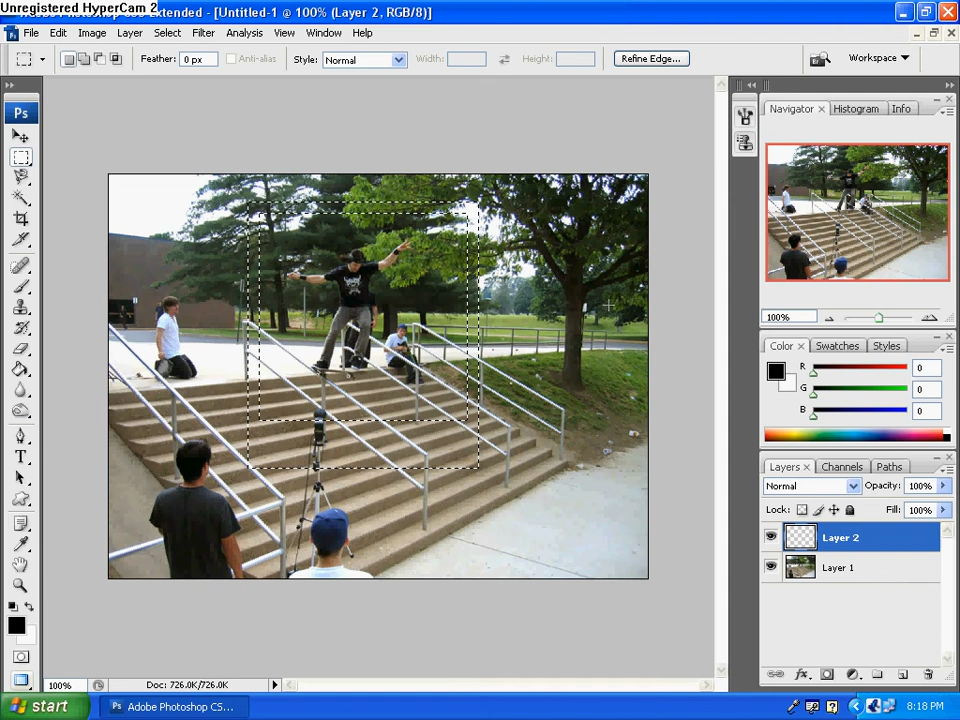 Unregistered HyperCam 2
Extended - [Untitled-1 @ 100% (Layer 2, RGB/8)]
File Edit Image Layer Select Filter Analysis View Window Help
Feather: 0 px Anti-alias Style: Normal Width: Height: Refine Edge... Workspace
Ps
Navigator Histogram Info
100%
Color Swatches Styles
R 0
G 0
B 0
Layers Channels Paths
Normal Opacity: 100%
Lock: Fill: 100%
Layer 2
Layer 1
T
100% Doc: 726.0K/726.0K
start Ps Adobe Photoshop CS... 8:18 PM